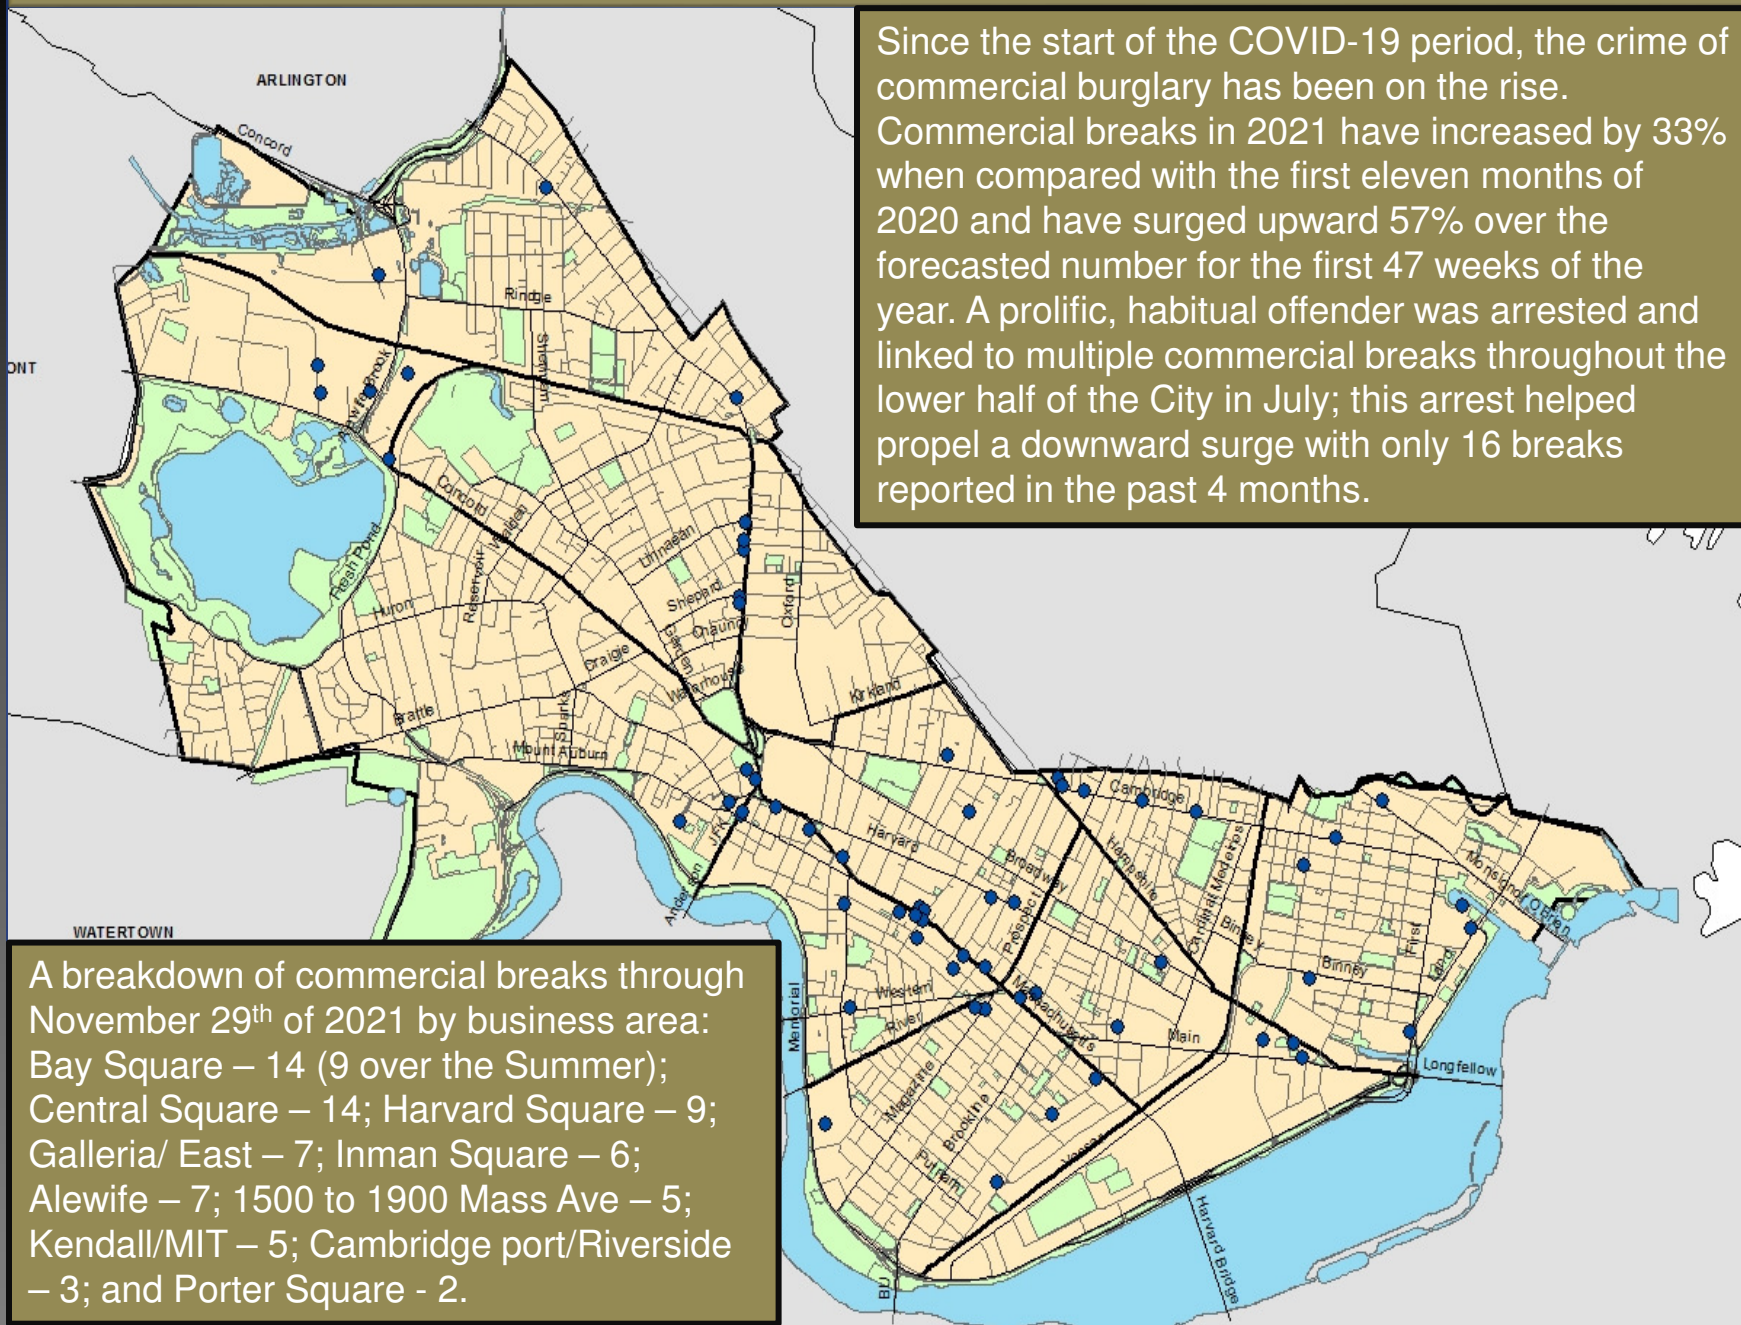 Since the start of the COVID-19 period, the crime of
commercial burglary has been on the rise.
Commercial breaks in 2021 have increased by 33%
when compared with the first eleven months of
2020 and have surged upward 57% over the
forecasted number for the first 47 weeks of the
year. A prolific, habitual offender was arrested and
linked to multiple commercial breaks throughout the
lower half of the City in July; this arrest helped
propel a downward surge with only 16 breaks
reported in the past 4 months.
ARLINGTON
Concord
Rindge
Sherman
ONT
Alewife Brook
Concord
Walden
Reservoir
Linnaean
Fresh Pond
Huron
Shepard
Oxford
Chauncy
Garden
Craigie
Waterhouse
Kirkland
Brattle
Sparks
Mount Auburn
Cambridge
JFK
Harvard
Broadway
Hampshire
Cardinal Medeiros
Monsignor O'Brien
Anderson
Prospect
Binney
First
Land
Binney
WATERTOWN
Memorial
Western
River
Massachusetts
Main
Longfellow
Magazine
Brookline
Putnam
Vassar
Harvard Bridge
BU
A breakdown of commercial breaks through
November 29th of 2021 by business area:
Bay Square – 14 (9 over the Summer);
Central Square – 14; Harvard Square – 9;
Galleria/ East – 7; Inman Square – 6;
Alewife – 7; 1500 to 1900 Mass Ave – 5;
Kendall/MIT – 5; Cambridge port/Riverside
– 3; and Porter Square - 2.